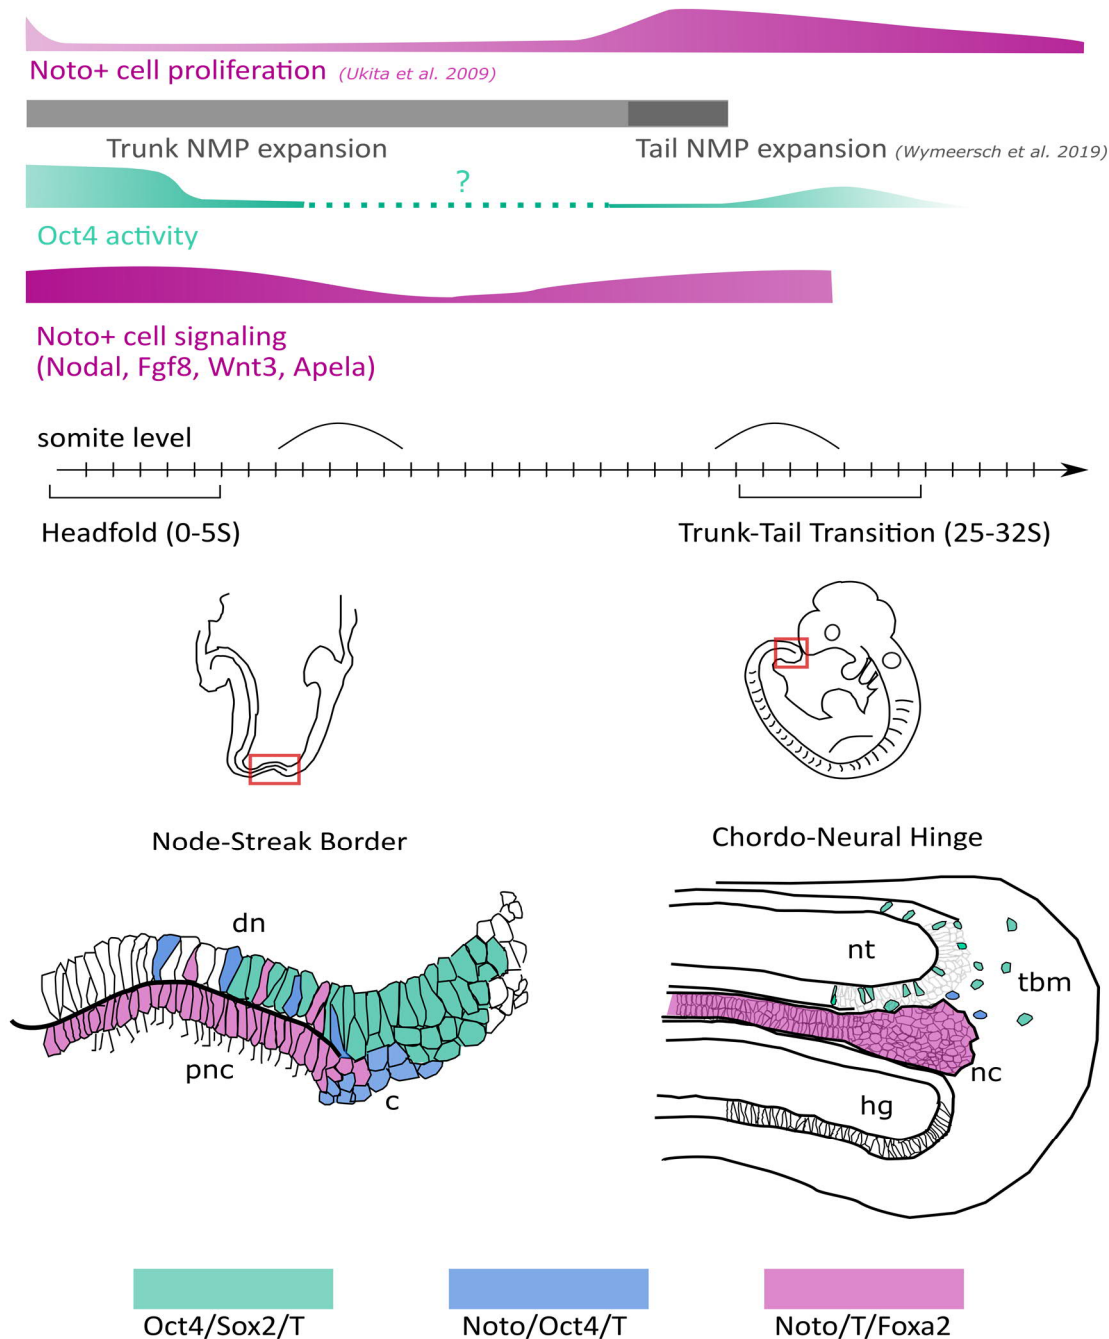 Noto+ cell proliferation (Ukita et al. 2009)
Trunk NMP expansion
Tail NMP expansion (Wymeersch et al. 2019)
?
Oct4 activity
Noto+ cell signaling
(Nodal, Fgf8, Wnt3, Apela)
somite level
Headfold (0-5S)
Trunk-Tail Transition (25-32S)
Node-Streak Border
Chordo-Neural Hinge
dn
pnc
c
nt
tbm
nc
hg
Oct4/Sox2/T
Noto/Oct4/T
Noto/T/Foxa2